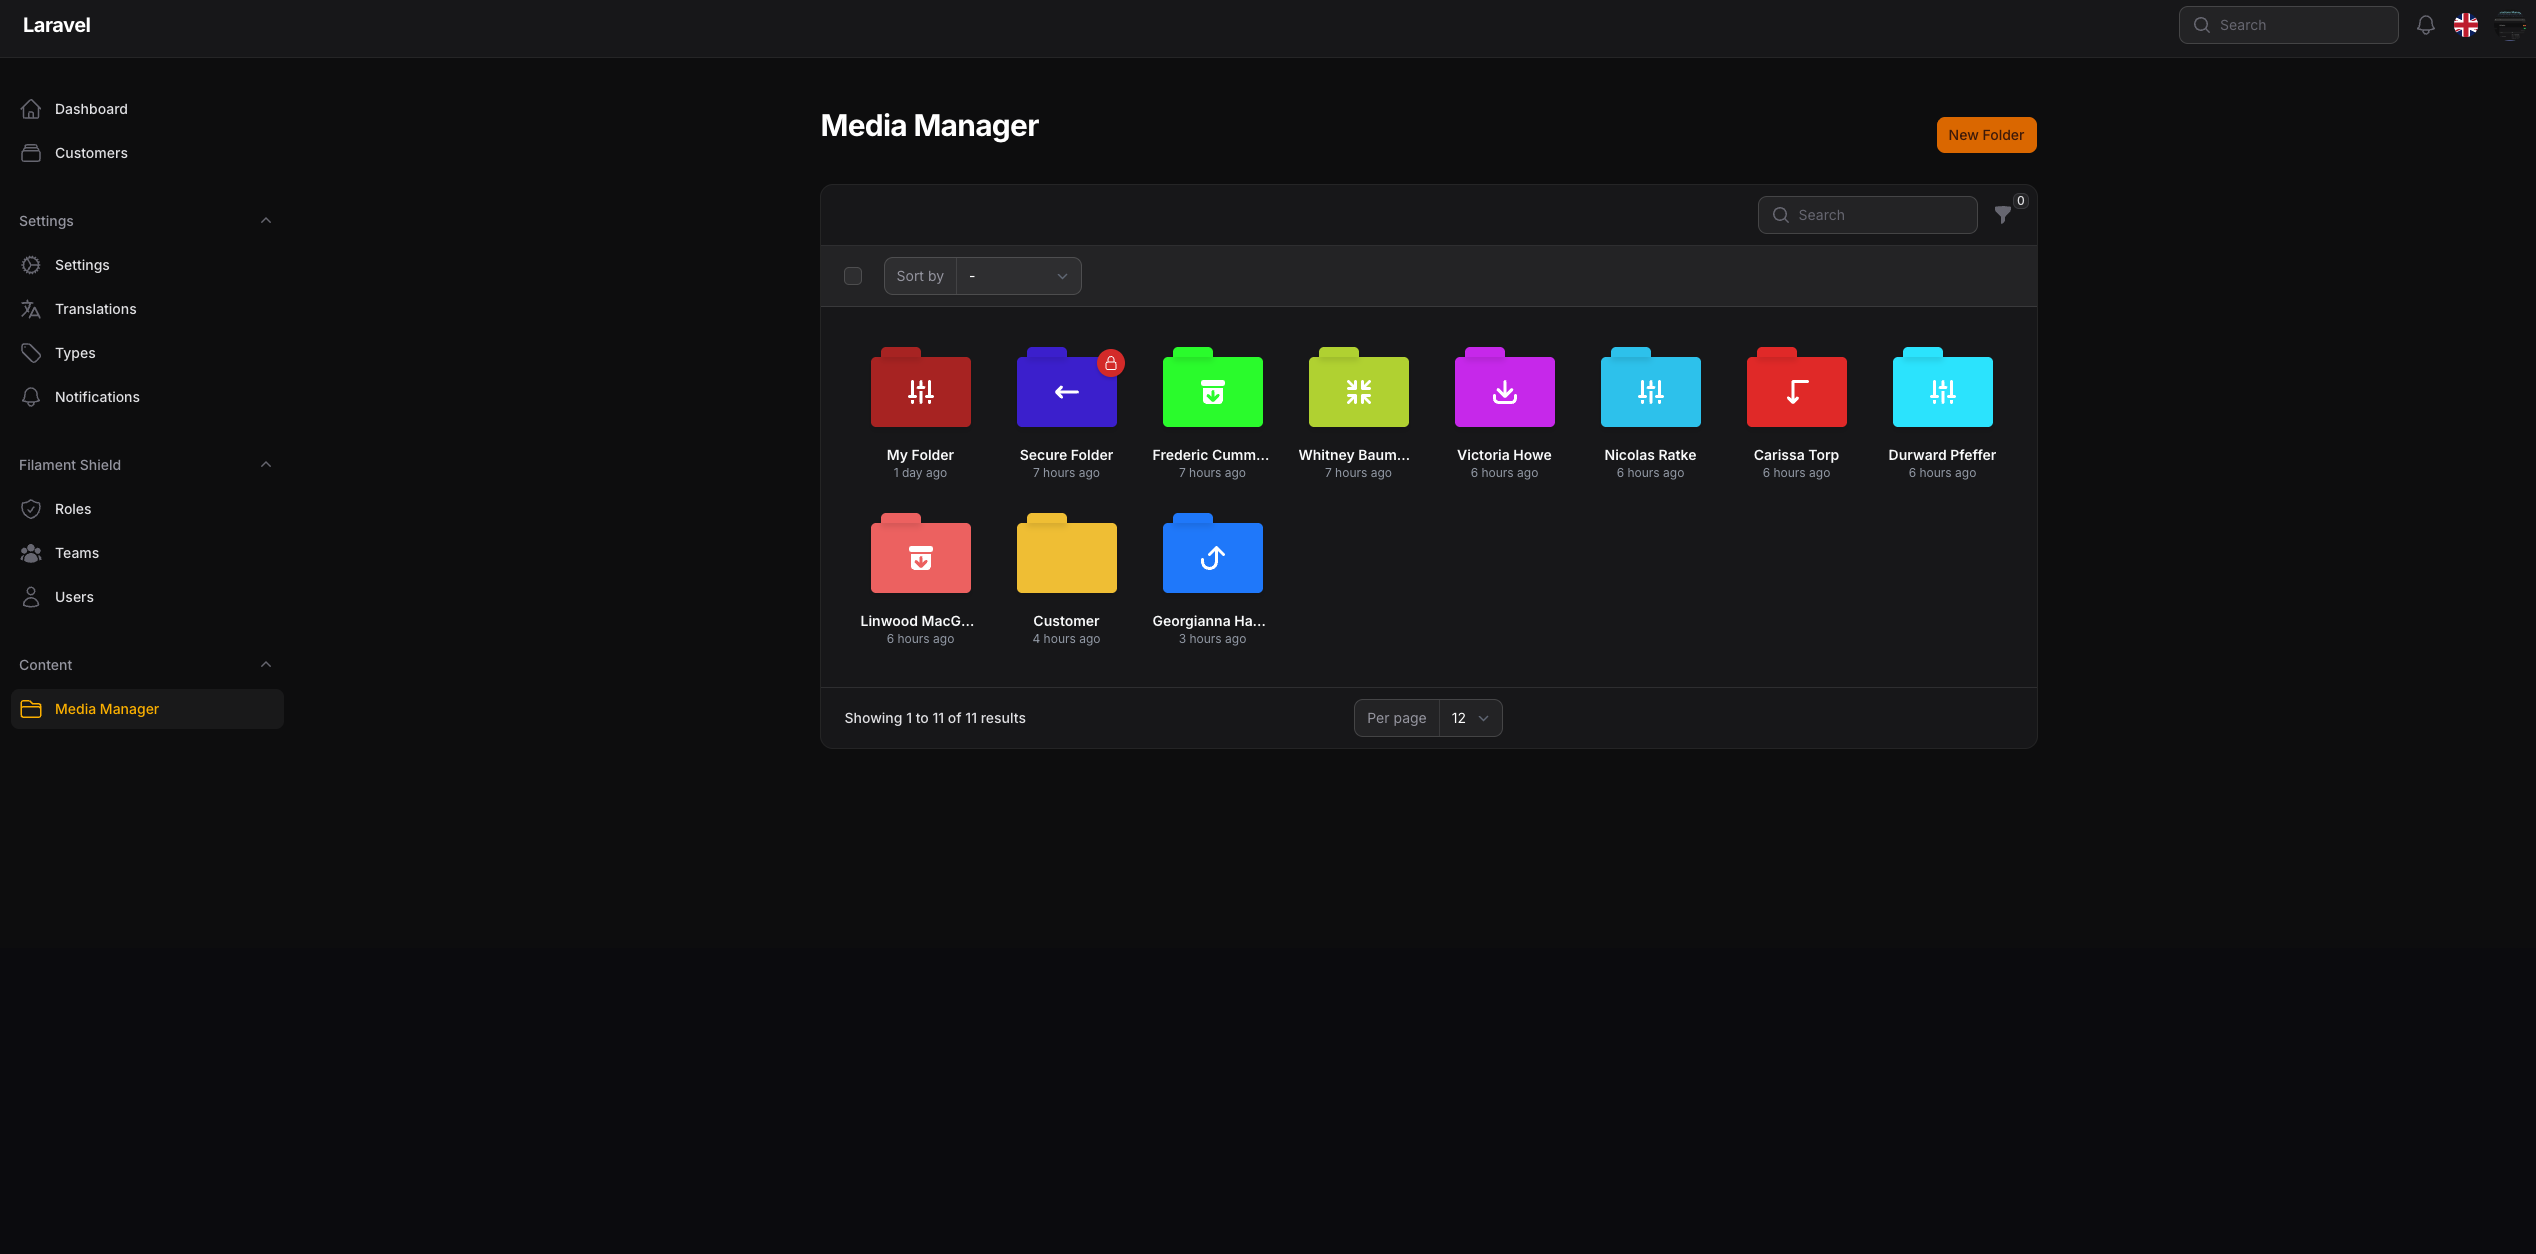 Laravel
Search
Dashboard
Customers
Settings
Settings
Translations
Types
Notifications
Filament Shield
Roles
Teams
Users
Content
Media Manager
Media Manager
New Folder
Search
0
Sort by -
My Folder
1 day ago
Secure Folder
7 hours ago
Frederic Cumm...
7 hours ago
Whitney Baum...
7 hours ago
Victoria Howe
6 hours ago
Nicolas Ratke
6 hours ago
Carissa Torp
6 hours ago
Durward Pfeffer
6 hours ago
Linwood MacG...
6 hours ago
Customer
4 hours ago
Georgianna Ha...
3 hours ago
Showing 1 to 11 of 11 results
Per page 12